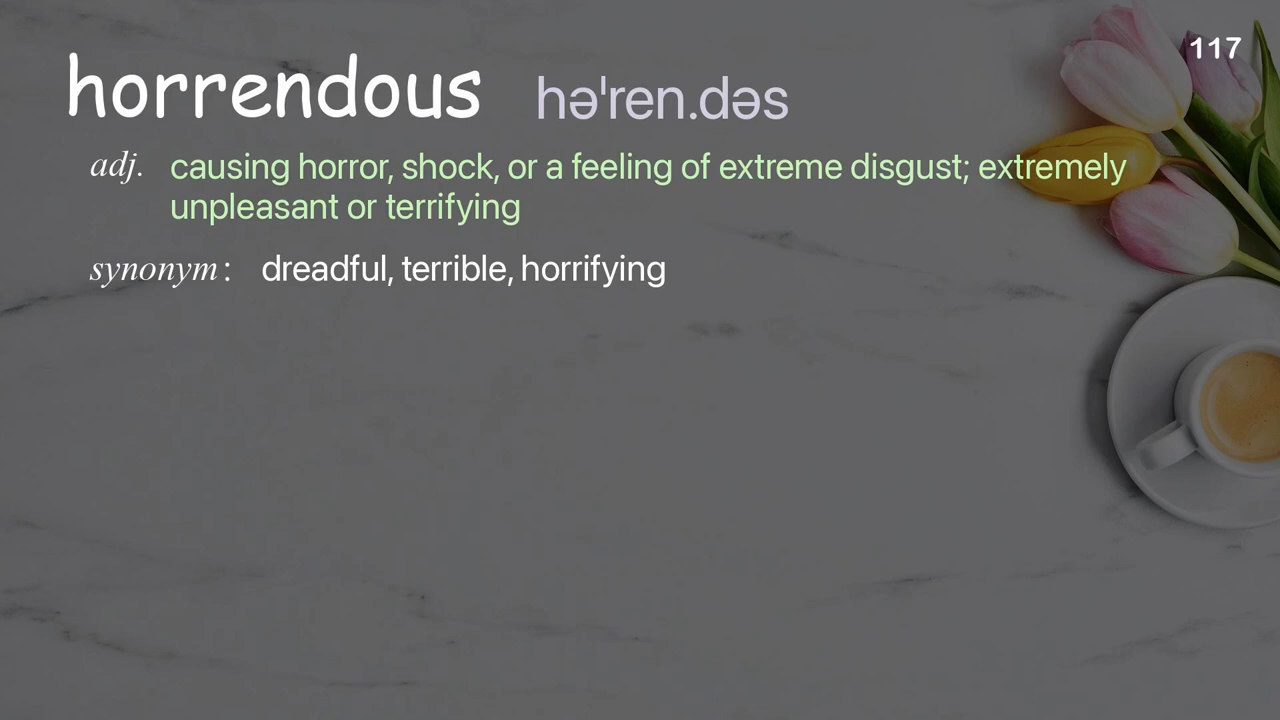 117
horrendous həˈren.dəs
adj. causing horror, shock, or a feeling of extreme disgust; extremely
unpleasant or terrifying
synonym: dreadful, terrible, horrifying